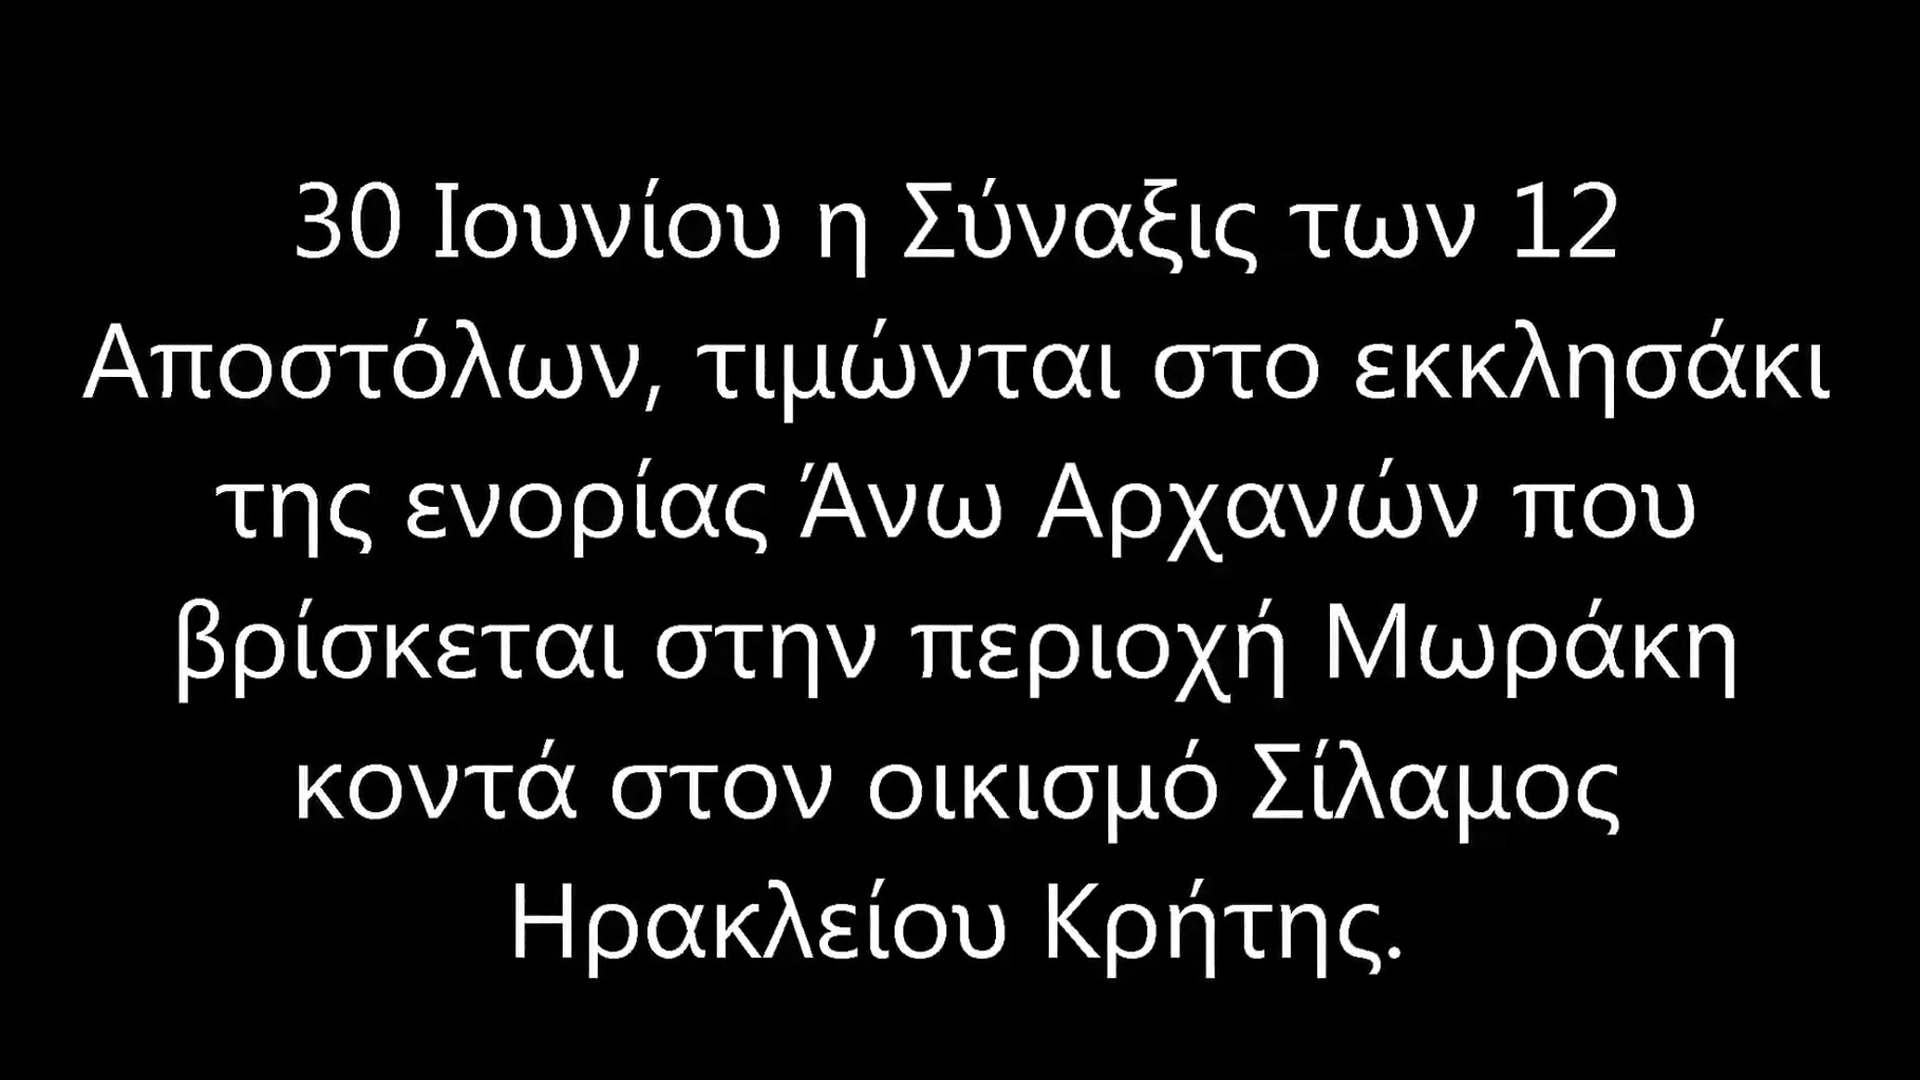 30 Ιουνίου η Σύναξις των 12
Αποστόλων, τιμώνται στο εκκλησάκι
της ενορίας Άνω Αρχανών που
βρίσκεται στην περιοχή Μωράκη
κοντά στον οικισμό Σίλαμος
Ηρακλείου Κρήτης.